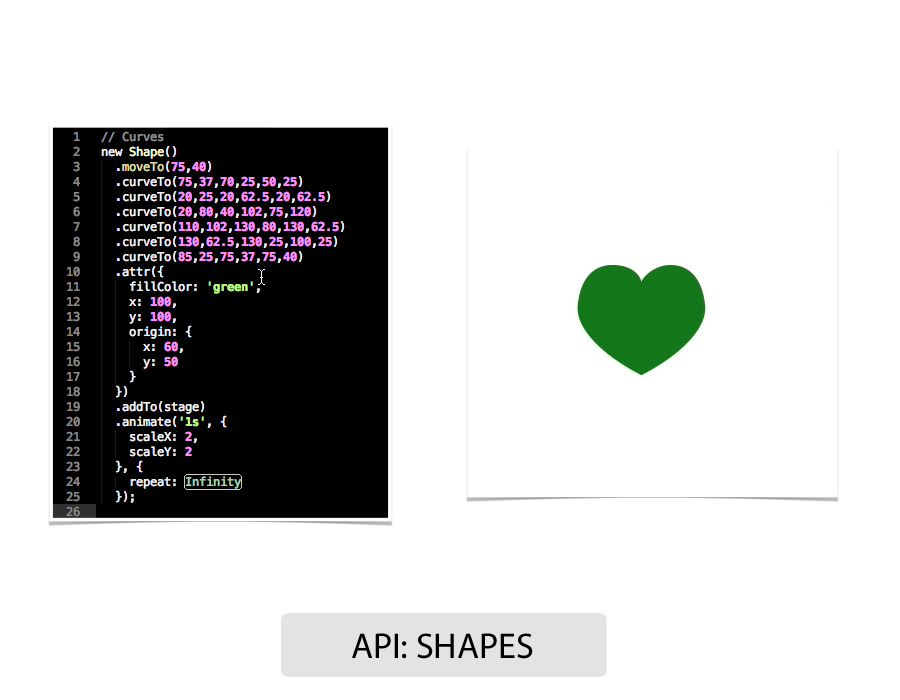 1 // Curves
2 new Shape()
3 .moveTo(75,40)
4 .curveTo(75,37,70,25,50,25)
5 .curveTo(20,25,20,62.5,20,62.5)
6 .curveTo(20,80,40,102,75,120)
7 .curveTo(110,102,130,80,130,62.5)
8 .curveTo(130,62.5,130,25,100,25)
9 .curveTo(85,25,75,37,75,40)
10 .attr({
11 fillColor: 'green',
12 x: 100,
13 y: 100,
14 origin: {
15 x: 60,
16 y: 50
17 }
18 })
19 .addTo(stage)
20 .animate('1s', {
21 scaleX: 2,
22 scaleY: 2
23 }, {
24 repeat: Infinity
25 });
26
API: SHAPES